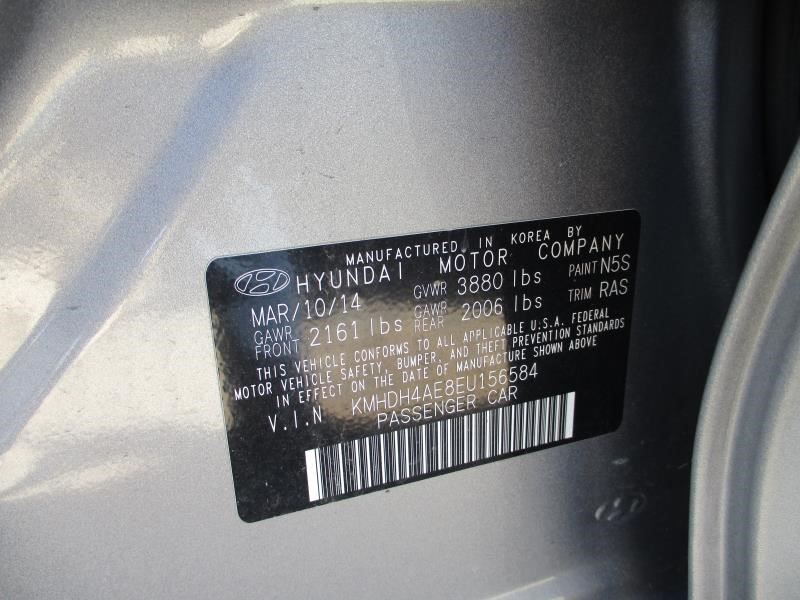 MANUFACTURED IN KOREA BY
HYUNDAI MOTOR COMPANY
MAR/10/14 GVWR 3880 lbs PAINT N5S
GAWR FRONT 2161 lbs GAWR REAR 2006 lbs TRIM RAS
THIS VEHICLE CONFORMS TO ALL APPLICABLE U.S.A. FEDERAL
MOTOR VEHICLE SAFETY, BUMPER, AND THEFT PREVENTION STANDARDS
IN EFFECT ON THE DATE OF MANUFACTURE SHOWN ABOVE
V.I.N KMHDH4AE8EU156584
PASSENGER CAR